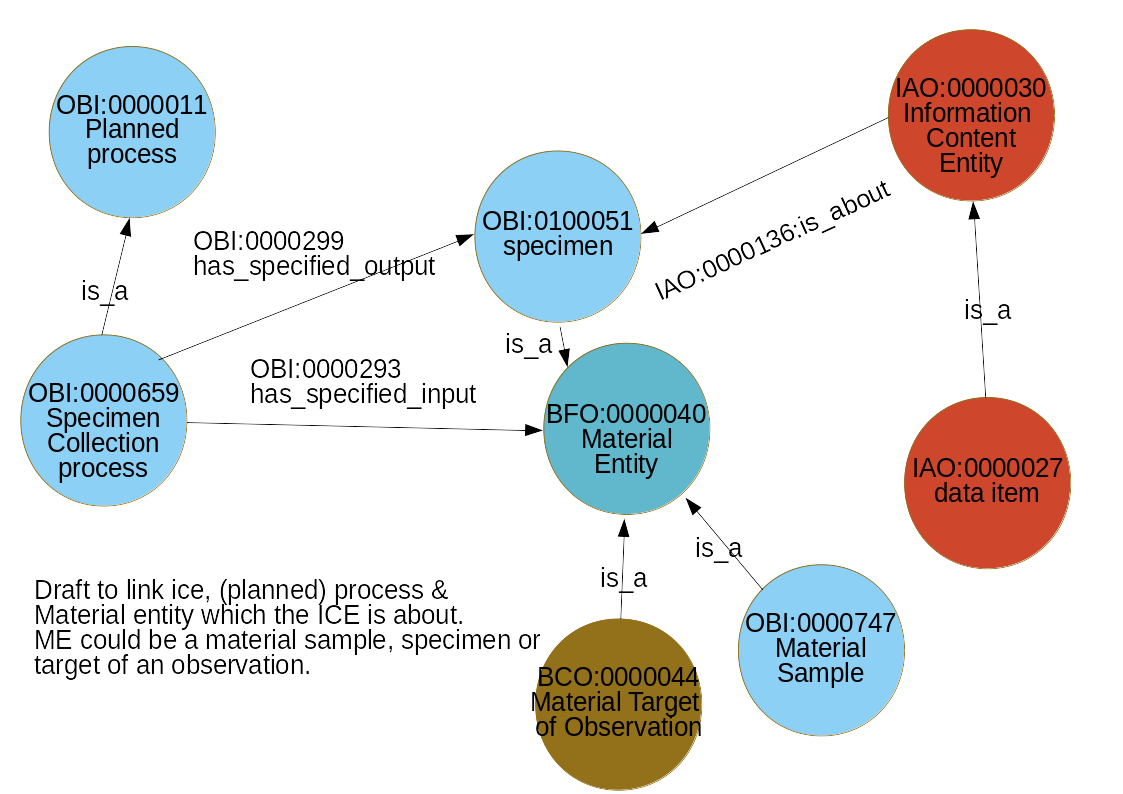 OBI:0000011
Planned
process
IAO:0000030
Information
Content
Entity
OBI:0100051
specimen
IAO:0000136:is_about
OBI:0000299
has_specified_output
is_a
is_a
is_a
OBI:0000293
has_specified_input
OBI:0000659
Specimen
Collection
process
BFO:0000040
Material
Entity
IAO:0000027
data item
is_a
is_a
Draft to link ice, (planned) process &
Material entity which the ICE is about.
ME could be a material sample, specimen or
target of an observation.
OBI:0000747
Material
Sample
BCO:0000044
Material Target
of Observation